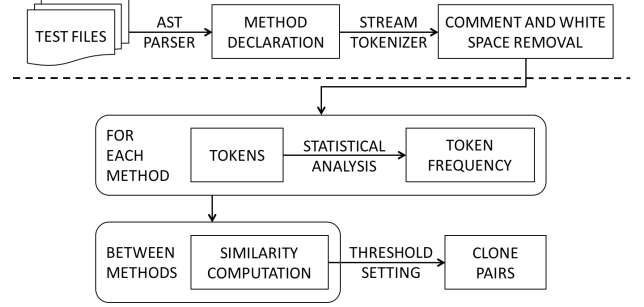 TEST FILES
AST
PARSER
METHOD
DECLARATION
STREAM
TOKENIZER
COMMENT AND WHITE
SPACE REMOVAL
FOR
EACH
METHOD
TOKENS
STATISTICAL
ANALYSIS
TOKEN
FREQUENCY
BETWEEN
METHODS
SIMILARITY
COMPUTATION
THRESHOLD
SETTING
CLONE
PAIRS